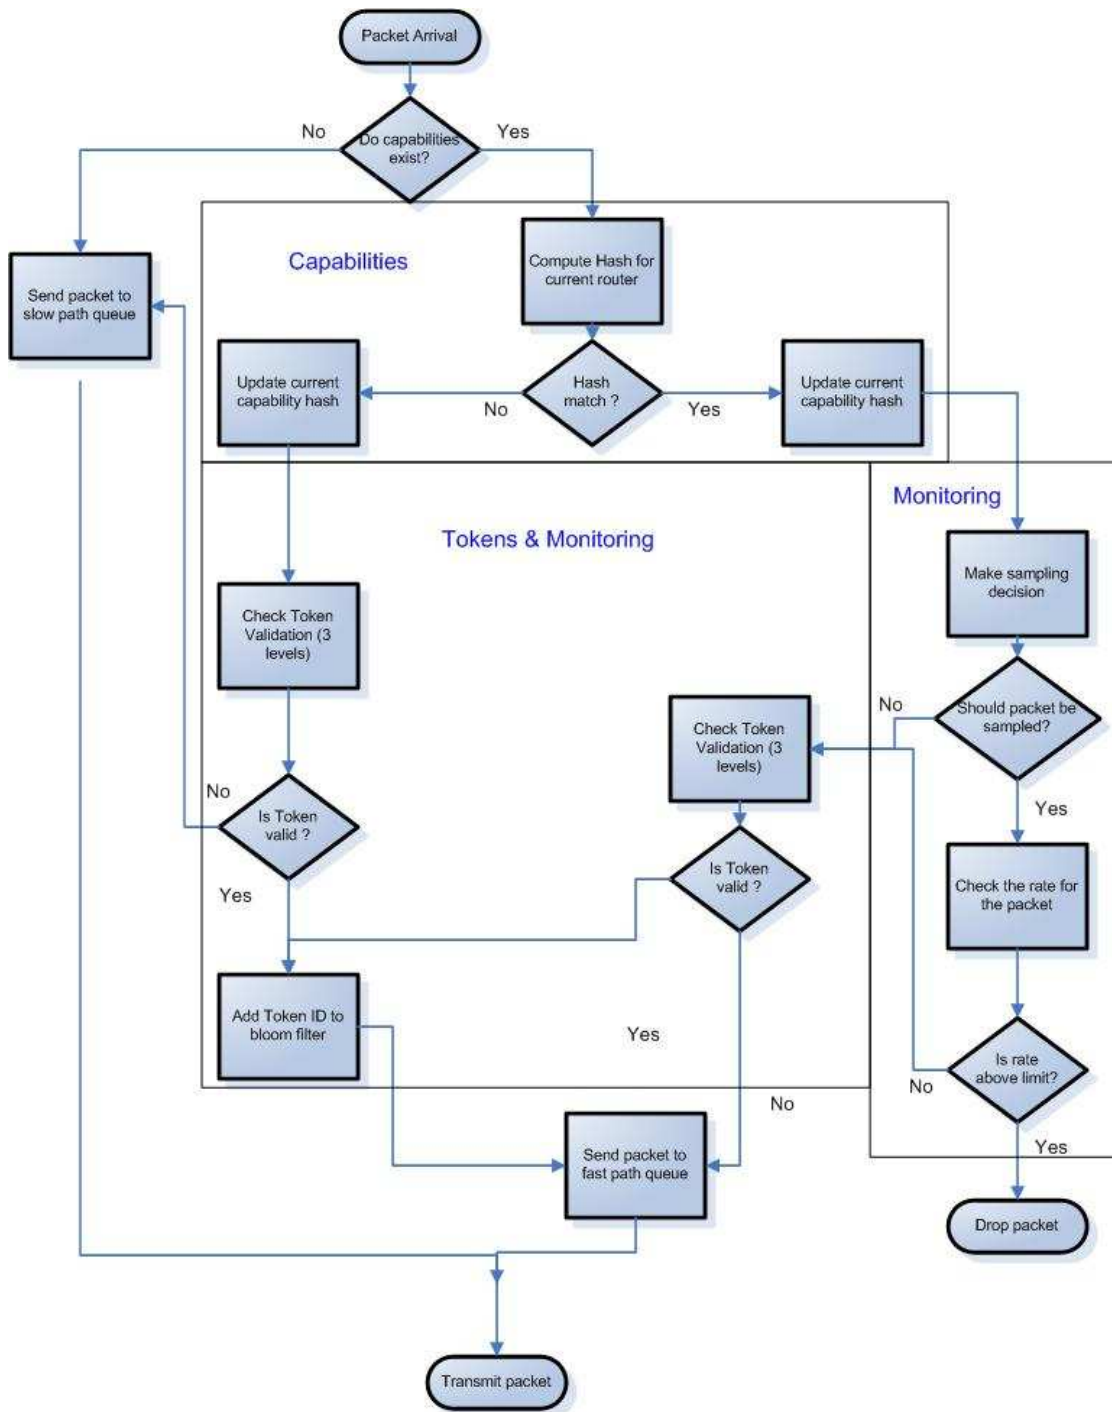 Packet Arrival
No
Yes
Do capabilities
exist?
Capabilities
Compute Hash for
current router
Send packet to
slow path queue
Update current
capability hash
Hash
match ?
Update current
capability hash
No
Yes
Monitoring
Tokens & Monitoring
Make sampling
decision
Check Token
Validation (3
levels)
No
Should packet be
sampled?
Check Token
Validation (3
levels)
No
Yes
Is Token
valid ?
Is Token
valid ?
Yes
Check the rate for
the packet
Add Token ID to
bloom filter
Yes
Is rate
above limit?
No
No
Yes
Send packet to
fast path queue
Drop packet
Transmit packet